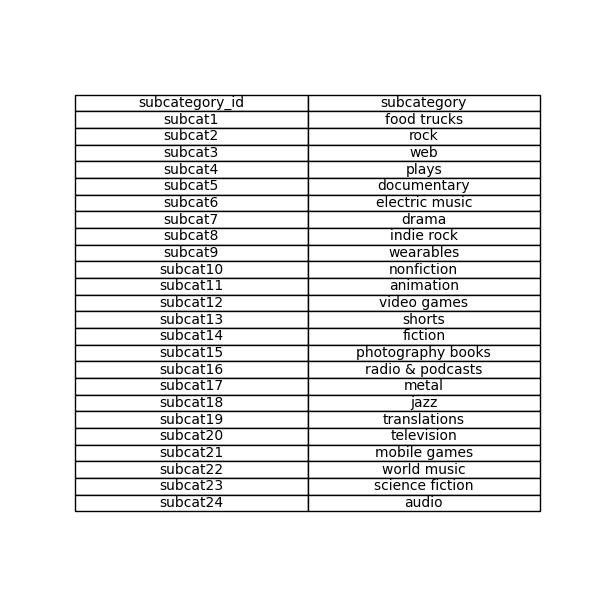 subcategory_id subcategory
subcat1 food trucks
subcat2 rock
subcat3 web
subcat4 plays
subcat5 documentary
subcat6 electric music
subcat7 drama
subcat8 indie rock
subcat9 wearables
subcat10 nonfiction
subcat11 animation
subcat12 video games
subcat13 shorts
subcat14 fiction
subcat15 photography books
subcat16 radio & podcasts
subcat17 metal
subcat18 jazz
subcat19 translations
subcat20 television
subcat21 mobile games
subcat22 world music
subcat23 science fiction
subcat24 audio